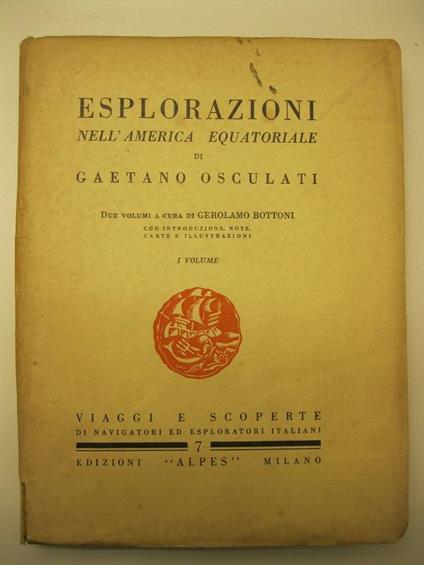 ESPLORAZIONI
NELL'AMERICA EQUATORIALE
DI
GAETANO OSCULATI
DUE VOLUMI A CURA DI GEROLAMO BOTTONI
CON INTRODUZIONE, NOTE,
CARTE E ILLUSTRAZIONI
I VOLUME
VIAGGI E SCOPERTE
DI NAVIGATORI ED ESPLORATORI ITALIANI
7
EDIZIONI "ALPES" MILANO